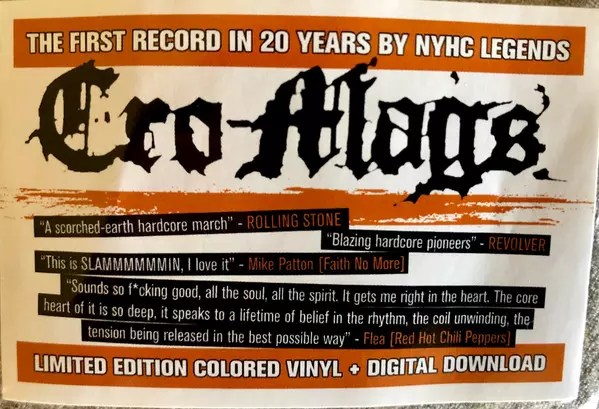 THE FIRST RECORD IN 20 YEARS BY NYHC LEGENDS
Cro-Mags
"A scorched-earth hardcore march" - ROLLING STONE
"Blazing hardcore pioneers" - REVOLVER
"This is SLAMMMMMMIN, I love it" - Mike Patton [Faith No More]
"Sounds so f*cking good, all the soul, all the spirit. It gets me right in the heart. The core
heart of it is so deep, it speaks to a lifetime of belief in the rhythm, the coil unwinding, the
tension being released in the best possible way" - Flea [Red Hot Chili Peppers]
LIMITED EDITION COLORED VINYL + DIGITAL DOWNLOAD